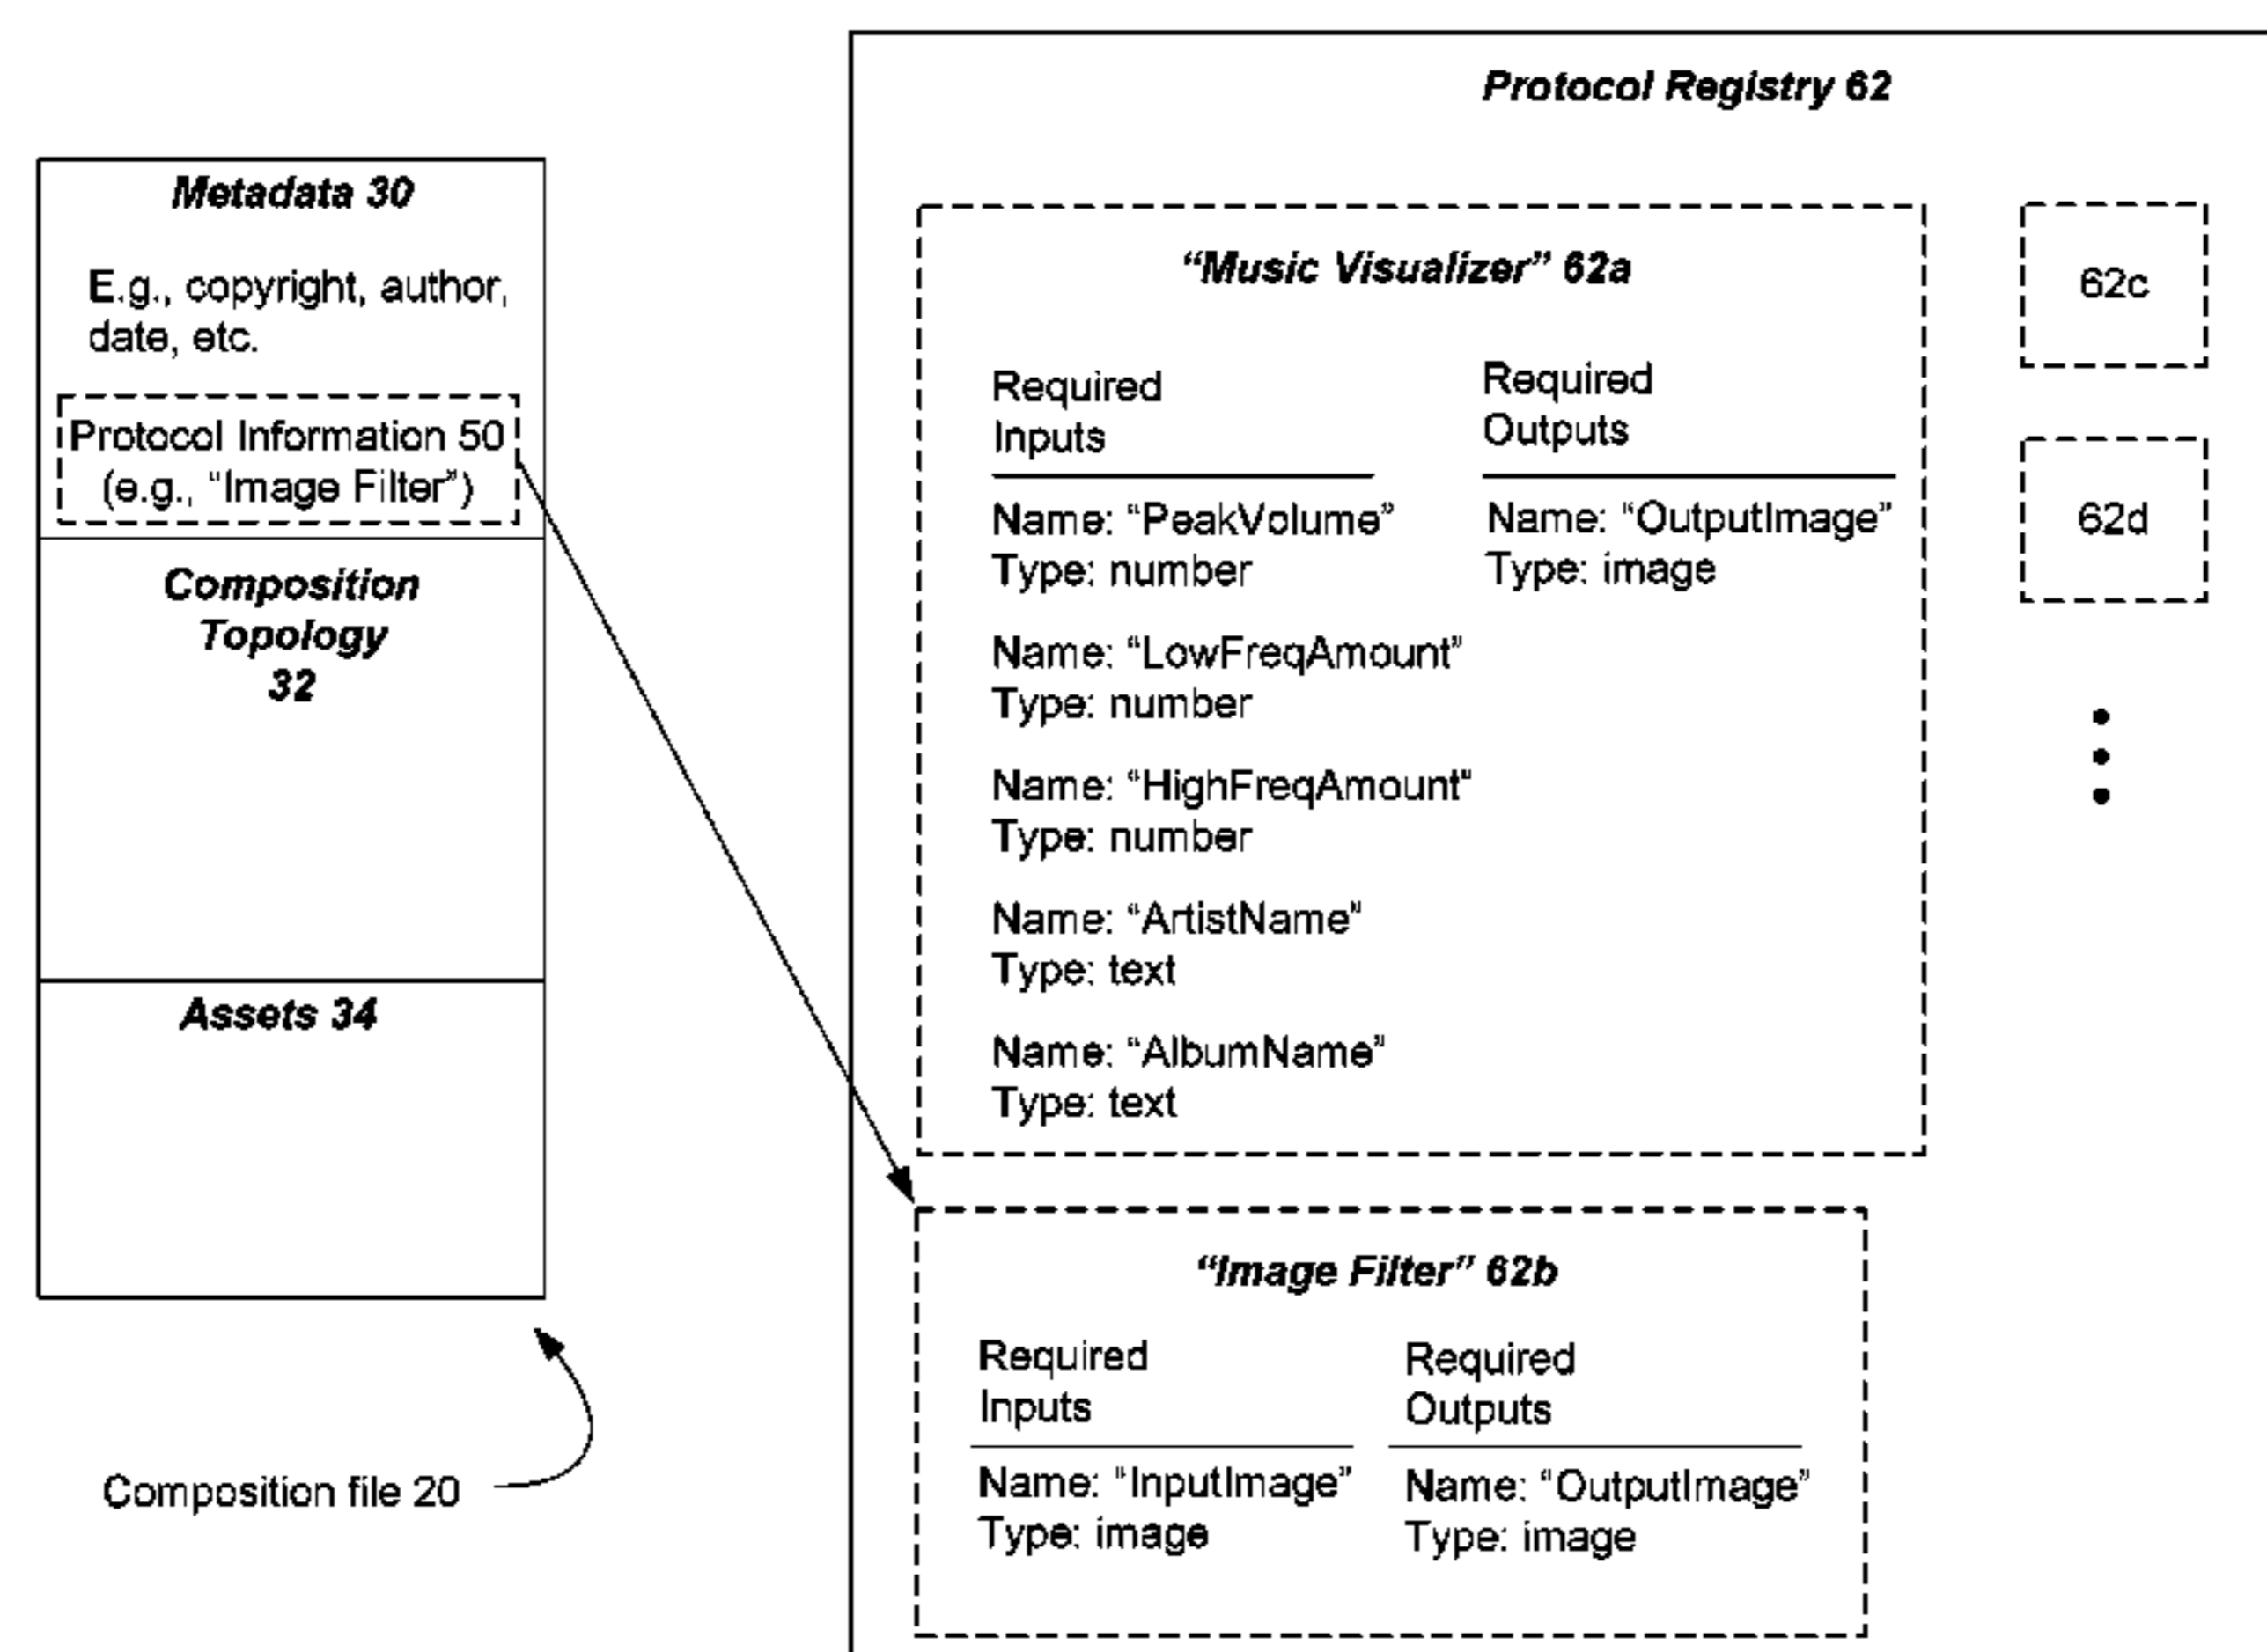 Protocol Registry 62
Metadata 30
E.g., copyright, author,
date, etc.
Protocol Information 50
(e.g., “Image Filter”)
Composition
Topology
32
Assets 34
Composition file 20
“Music Visualizer” 62a
Required
Inputs
Name: “PeakVolume”
Type: number
Name: “LowFreqAmount”
Type: number
Name: “HighFreqAmount”
Type: number
Name: “ArtistName”
Type: text
Name: “AlbumName”
Type: text
Required
Outputs
Name: “OutputImage”
Type: image
62c
62d
“Image Filter” 62b
Required
Inputs
Name: “InputImage”
Type: image
Required
Outputs
Name: “OutputImage”
Type: image